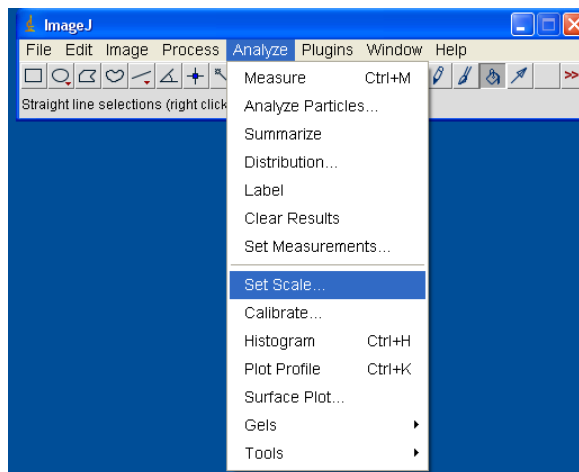 ImageJ
File Edit Image Process Analyze Plugins Window Help
>>
Straight line selections (right click
Measure Ctrl+M
Analyze Particles...
Summarize
Distribution...
Label
Clear Results
Set Measurements...
Set Scale...
Calibrate...
Histogram Ctrl+H
Plot Profile Ctrl+K
Surface Plot...
Gels
Tools